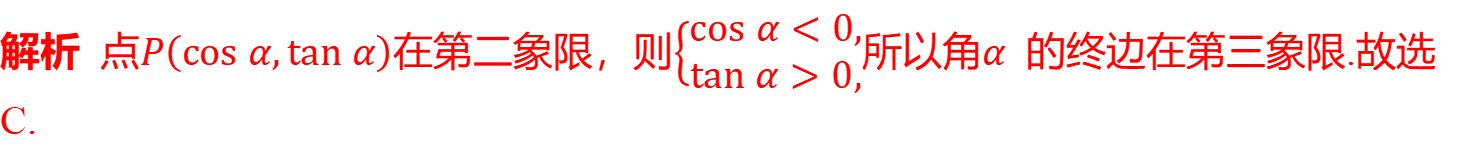 解析 点P(cos α, tan α)在第二象限，则{cos α < 0, tan α > 0, 所以角α 的终边在第三象限.故选
C.